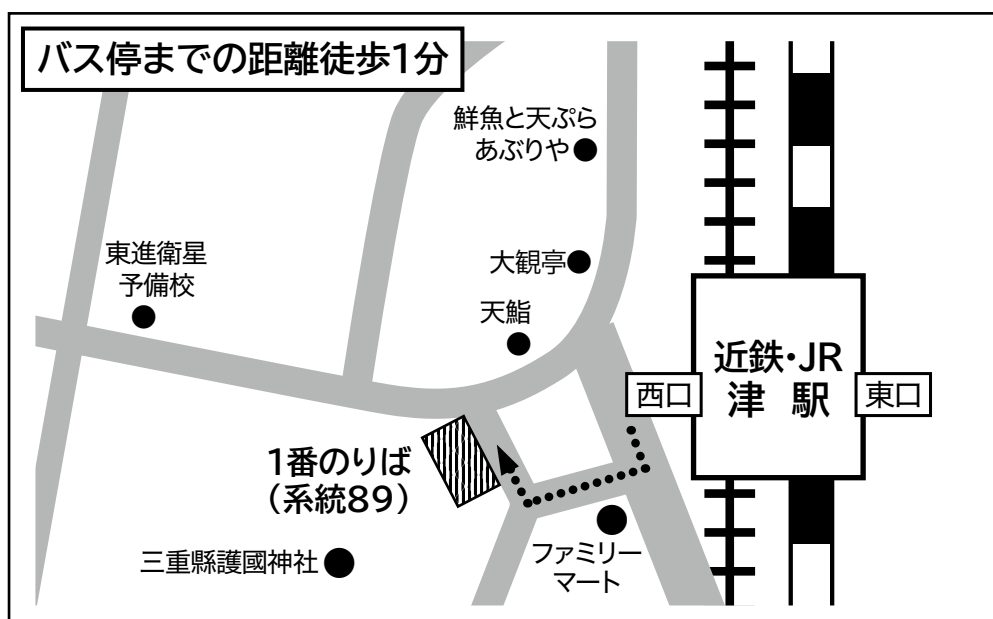 バス停までの距離徒歩1分
鮮魚と天ぷら
あぶりや
東進衛星
予備校
大観亭
天鮨
近鉄・JR
津 駅
西口
東口
1番のりば
（系統89）
三重縣護國神社
ファミリー
マート